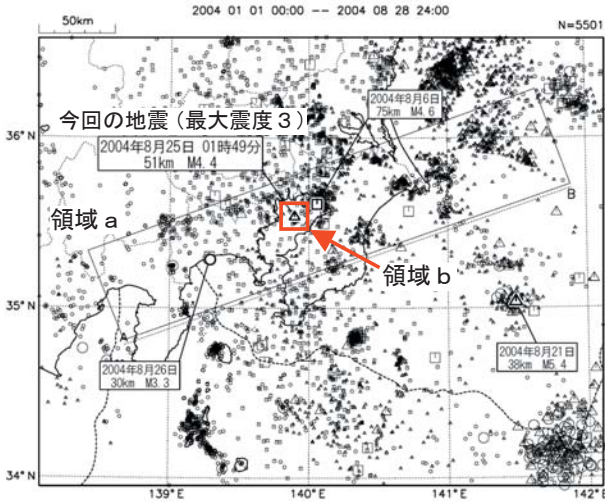 2004 01 01 00:00 -- 2004 08 28 24:00
50km
N=5501
36°N
35°N
34°N
今回の地震（最大震度３）
2004年8月25日 01時49分
51km M4.4
2004年8月6日
75km M4.6
領域ａ
領域ｂ
A
B
2004年8月26日
30km M3.3
2004年8月21日
38km M5.4
139°E
140°E
141°E
142°E